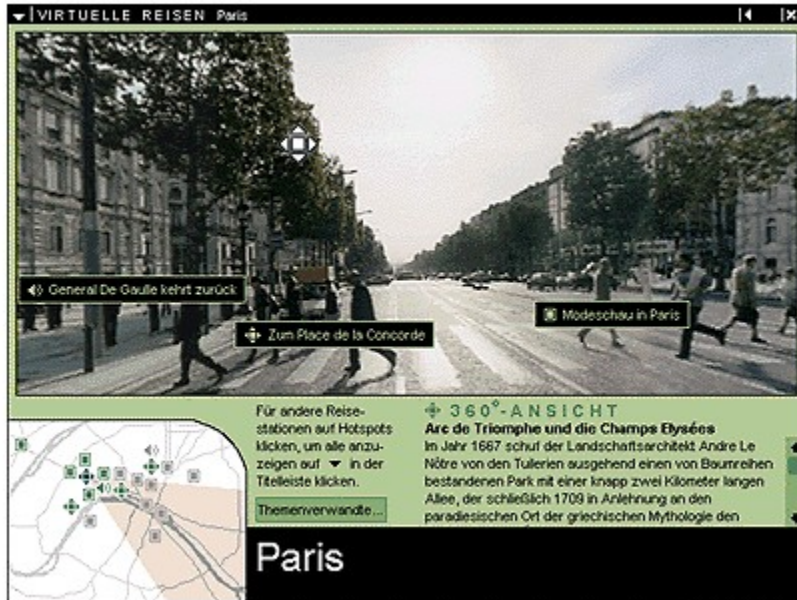 VIRTUELLE REISEN Paris
General De Gaulle kehrt zurück
Zum Place de la Concorde
Modeschau in Paris
Für andere Reise-
stationen auf Hotspots
klicken, um alle anzu-
zeigen auf ▼ in der
Titelleiste klicken.
Themenverwandte...
360°-ANSICHT
Arc de Triomphe und die Champs Elysées
Im Jahr 1667 schuf der Landschaftsarchitekt Andre Le
Nôtre von den Tuilerien ausgehend einen von Baumreihen
bestandenen Park mit einer knapp zwei Kilometer langen
Allee, der schließlich 1709 in Anlehnung an den
paradiesischen Ort der griechischen Mythologie den
Paris